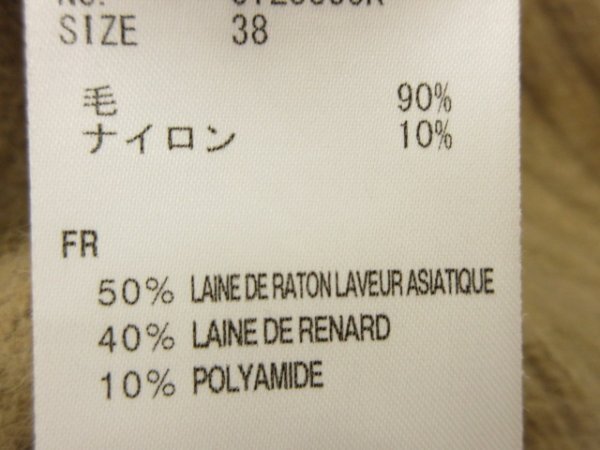 SIZE 38
毛 90%
ナイロン 10%
FR
50% LAINE DE RATON LAVEUR ASIATIQUE
40% LAINE DE RENARD
10% POLYAMIDE